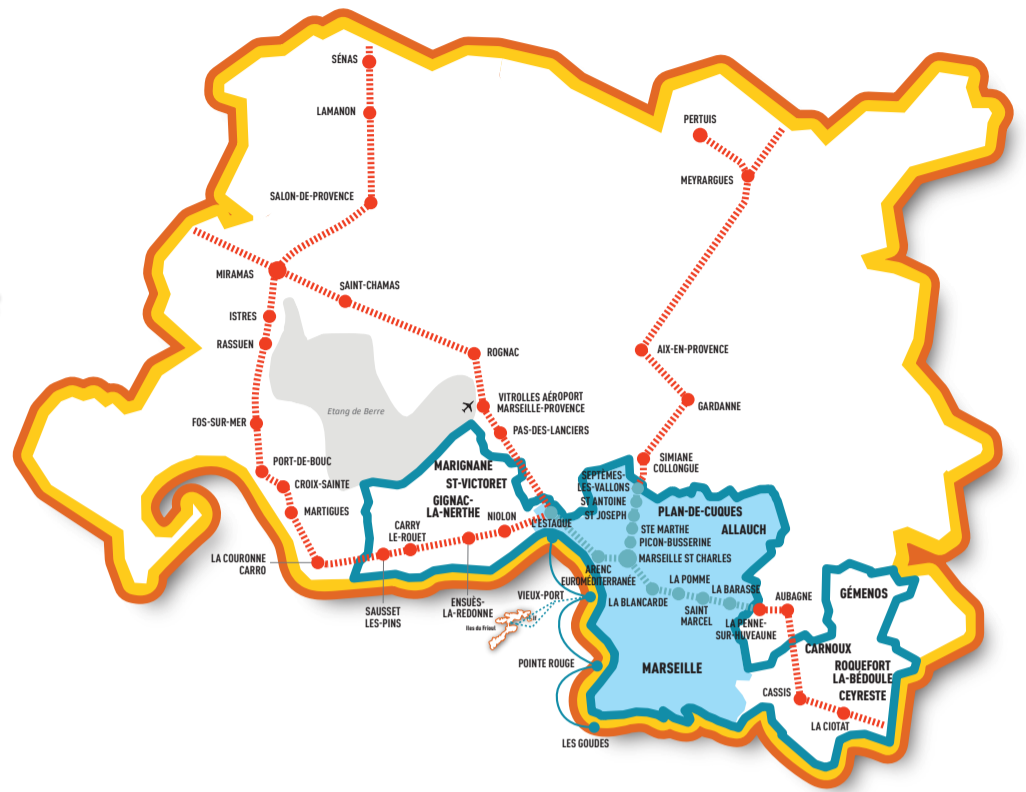 SÉNAS
LAMANON
PERTUIS
MEYRARGUES
SALON-DE-PROVENCE
MIRAMAS
SAINT-CHAMAS
ISTRES
RASSUEN
ROGNAC
AIX-EN-PROVENCE
VITROLLES AÉROPORT
MARSEILLE-PROVENCE
GARDANNE
Etang de Berre
FOS-SUR-MER
PAS-DES-LANCIERS
PORT-DE-BOUC
CROIX-SAINTE
MARTIGUES
MARIGNANE
ST-VICTORET
GIGNAC-
LA-NERTHE
SIMIANE
COLLONGUE
SEPTÈMES-
LES-VALLONS
ST ANTOINE
ST JOSEPH
PLAN-DE-CUQUES
ALLAUCH
NIOLON
L'ESTAQUE
CARRY
LE-ROUET
STE MARTHE
PICON-BUSSERINE
MARSEILLE ST CHARLES
LA COURONNE
CARRO
ARENC
EUROMÉDITERRANÉE
LA POMME
LA BARASSE
LA BLANCARDE
SAINT
MARCEL
AUBAGNE
GÉMENOS
SAUSSET
LES-PINS
ENSUÈS-
LA-REDONNE
VIEUX-PORT
Iles du Frioul
LA PENNE-
SUR-HUVEAUNE
CARNOUX
ROQUEFORT
LA-BÉDOULE
CEYRESTE
POINTE ROUGE
MARSEILLE
CASSIS
LA CIOTAT
LES GOUDES